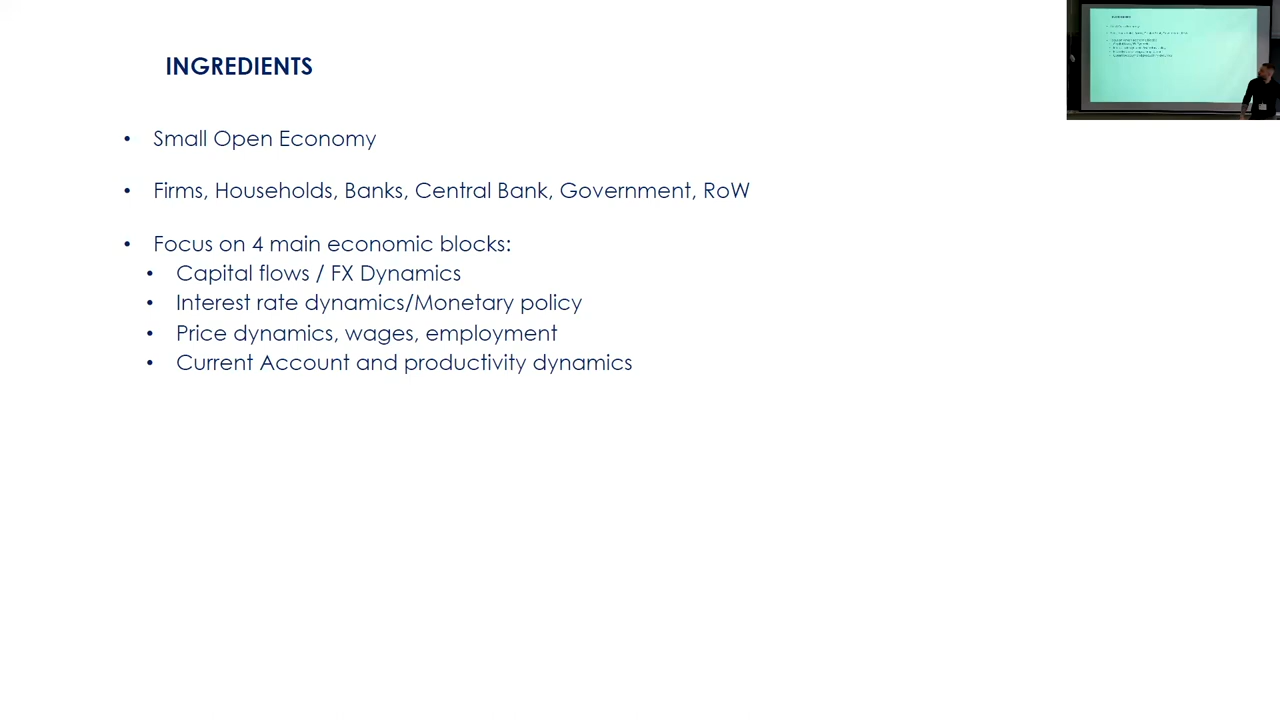 INGREDIENTS
• Small Open Economy
• Firms, Households, Banks, Central Bank, Government, RoW
• Focus on 4 main economic blocks:
• Capital flows / FX Dynamics
• Interest rate dynamics/Monetary policy
• Price dynamics, wages, employment
• Current Account and productivity dynamics